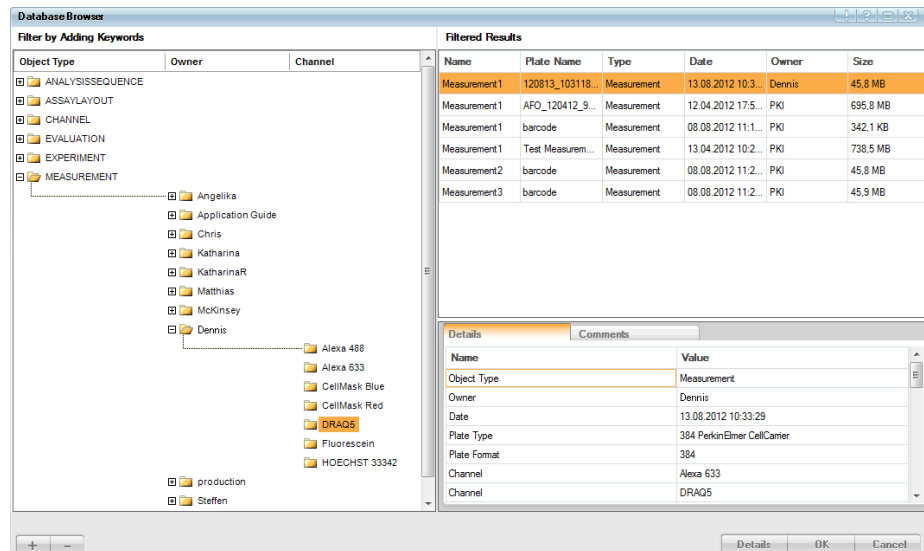 Database Browser
Filter by Adding Keywords
Object Type Owner Channel
ANALYSISSEQUENCE
ASSAYLAYOUT
CHANNEL
EVALUATION
EXPERIMENT
MEASUREMENT
Angelika
Application Guide
Chris
Katharina
KatharinaR
Matthias
McKinsey
Dennis
Alexa 488
Alexa 633
CellMask Blue
CellMask Red
DRAQ5
Fluorescein
HOECHST 33342
production
Steffen
Filtered Results
Name Plate Name Type Date Owner Size
Measurement1 120813_103118... Measurement 13.08.2012 10:3... Dennis 45,8 MB
Measurement1 AFO_120412_9... Measurement 12.04.2012 17:5... PKI 695,8 MB
Measurement1 barcode Measurement 08.08.2012 11:1... PKI 342,1 KB
Measurement1 Test Measurem... Measurement 13.04.2012 10:2... PKI 738,5 MB
Measurement2 barcode Measurement 08.08.2012 11:2... PKI 45,8 MB
Measurement3 barcode Measurement 08.08.2012 11:2... PKI 45,9 MB
Details Comments
Name Value
Object Type Measurement
Owner Dennis
Date 13.08.2012 10:33:29
Plate Type 384 PerkinElmer CellCarrier
Plate Format 384
Channel Alexa 633
Channel DRAQ5
+ - Details OK Cancel